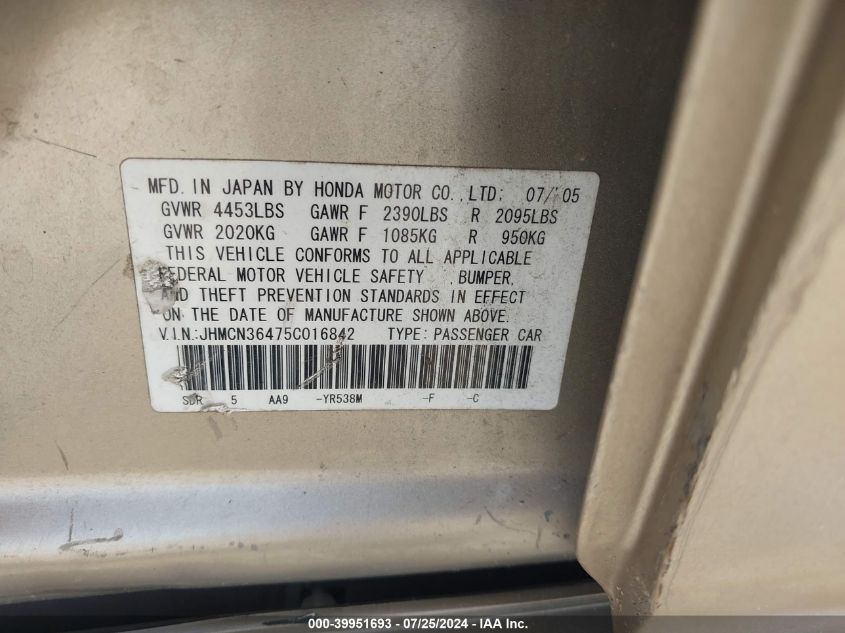 MFD. IN JAPAN BY HONDA MOTOR CO.,LTD; 07/'05
GVWR 4453LBS GAWR F 2390LBS R 2095LBS
GVWR 2020KG GAWR F 1085KG R 950KG
THIS VEHICLE CONFORMS TO ALL APPLICABLE
FEDERAL MOTOR VEHICLE SAFETY ,BUMPER,
AND THEFT PREVENTION STANDARDS IN EFFECT
ON THE DATE OF MANUFACTURE SHOWN ABOVE.
V.I.N.:JHMCN36475C016842 TYPE: PASSENGER CAR
SDR 5 AA9 -YR538M -F -C
000-39951693 - 07/25/2024 - IAA Inc.